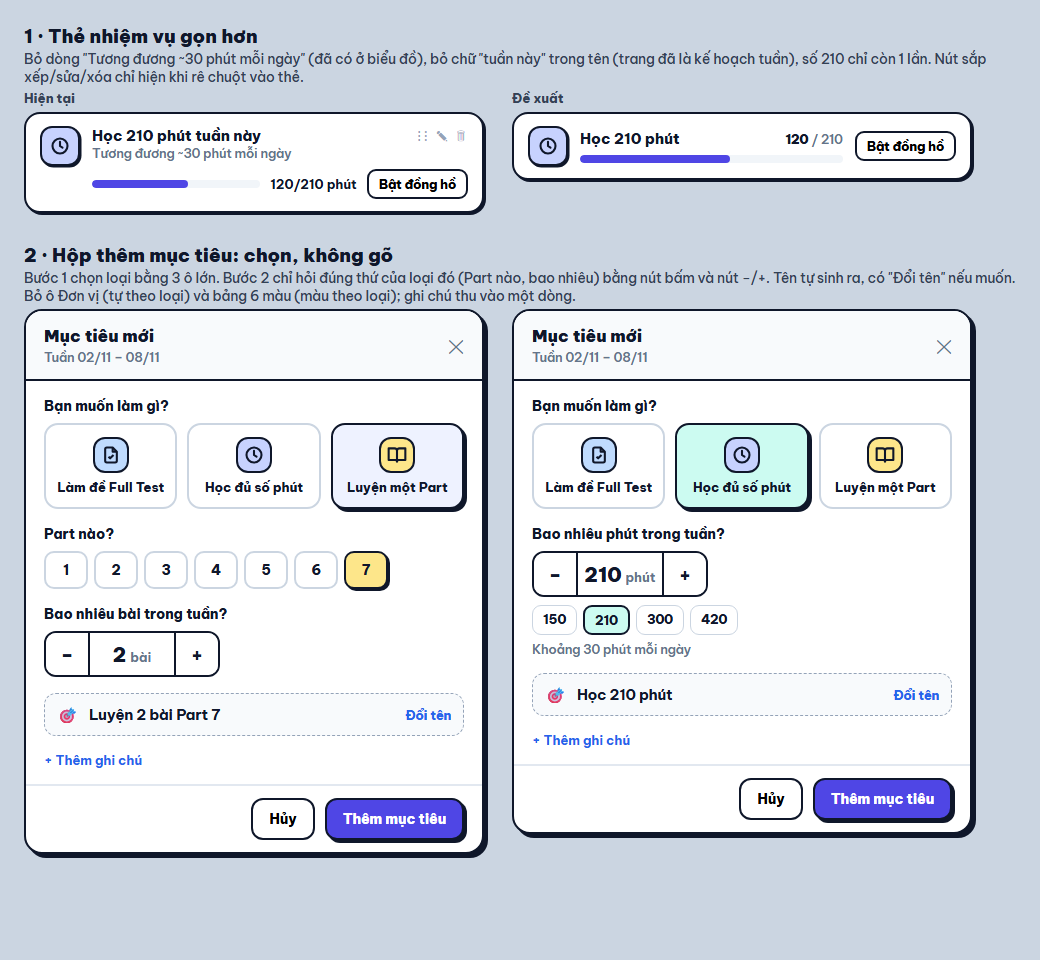 1 · Thẻ nhiệm vụ gọn hơn
Bỏ dòng "Tương đương ~30 phút mỗi ngày" (đã có ở biểu đồ), bỏ chữ "tuần này" trong tên (trang đã là kế hoạch tuần), số 210 chỉ còn 1 lần. Nút sắp
xếp/sửa/xóa chỉ hiện khi rê chuột vào thẻ.
Hiện tại
Học 210 phút tuần này
Tương đương ~30 phút mỗi ngày
120/210 phút
Bật đồng hồ
Đề xuất
Học 210 phút
120 / 210
Bật đồng hồ
2 · Hộp thêm mục tiêu: chọn, không gõ
Bước 1 chọn loại bằng 3 ô lớn. Bước 2 chỉ hỏi đúng thứ của loại đó (Part nào, bao nhiêu) bằng nút bấm và nút −/+. Tên tự sinh ra, có "Đổi tên" nếu muốn.
Bỏ ô Đơn vị (tự theo loại) và bảng 6 màu (màu theo loại); ghi chú thu vào một dòng.
Mục tiêu mới
Tuần 02/11 – 08/11
Bạn muốn làm gì?
Làm đề Full Test
Học đủ số phút
Luyện một Part
Part nào?
1 2 3 4 5 6 7
Bao nhiêu bài trong tuần?
− 2 bài +
Luyện 2 bài Part 7
Đổi tên
+ Thêm ghi chú
Hủy
Thêm mục tiêu
Mục tiêu mới
Tuần 02/11 – 08/11
Bạn muốn làm gì?
Làm đề Full Test
Học đủ số phút
Luyện một Part
Bao nhiêu phút trong tuần?
− 210 phút +
150 210 300 420
Khoảng 30 phút mỗi ngày
Học 210 phút
Đổi tên
+ Thêm ghi chú
Hủy
Thêm mục tiêu